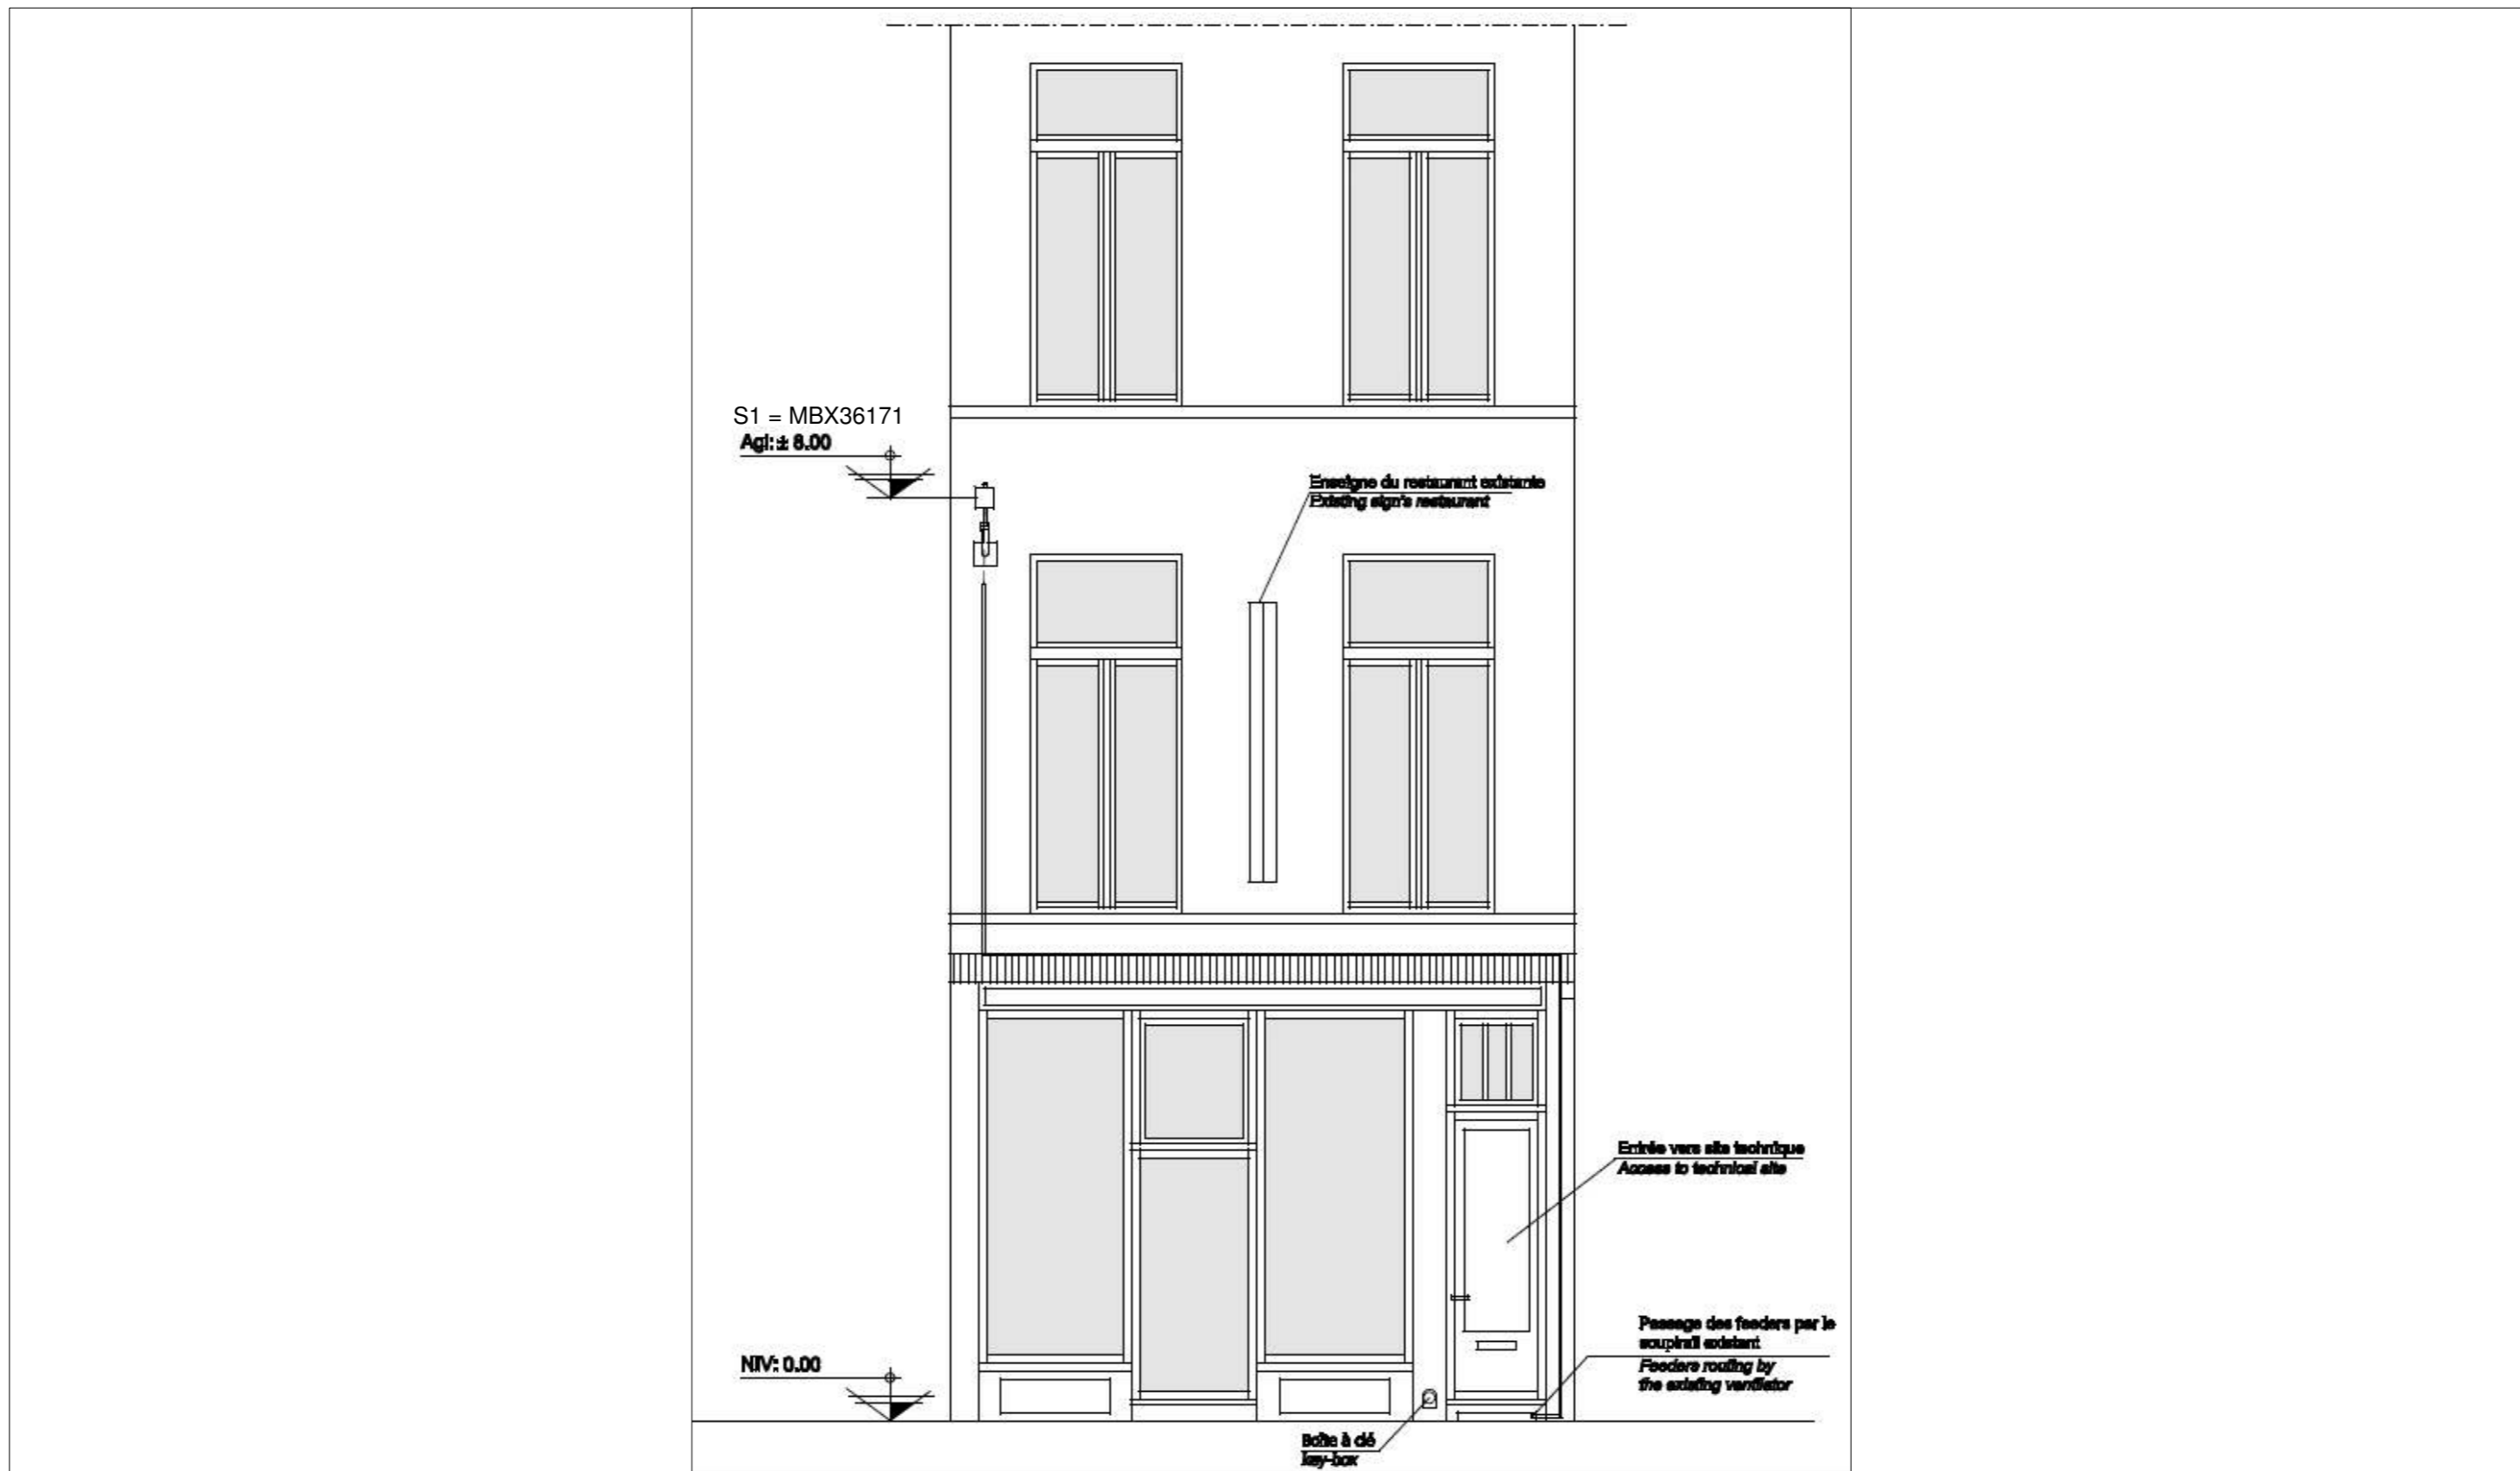 S1 = MBX36171
Agl: ± 8.00
Enseigne du restaurant existante
Existing sign's restaurant
Entrée vers site technique
Access to technical site
Passage des feeders par le
soupirail existant
Feeders routing by
the existing ventilator
NIV: 0.00
Boîte à clé
key-box